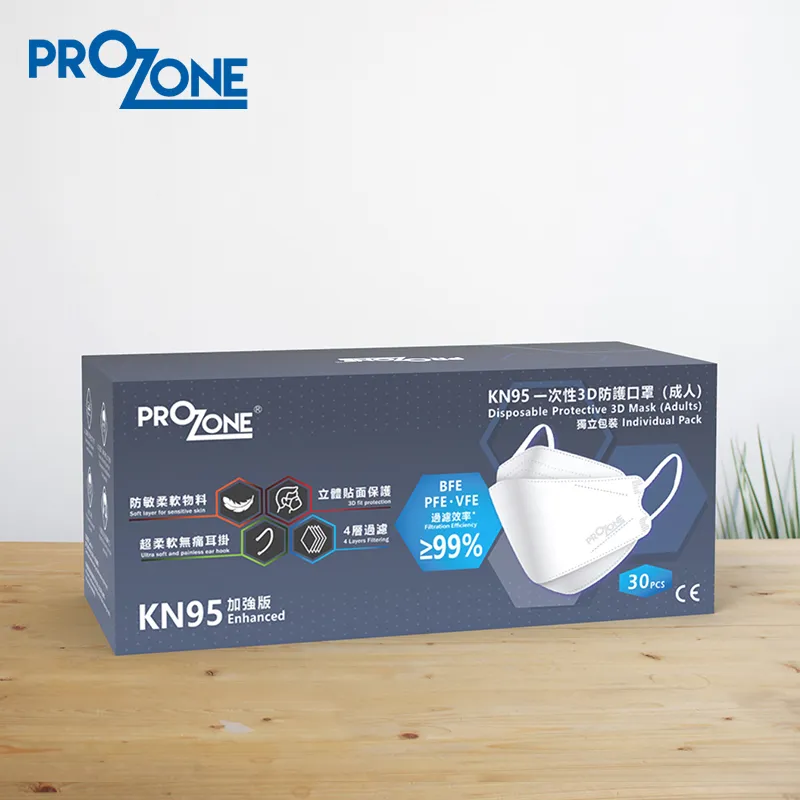 PROZONE
PROZONE
PROZONE®
KN95 一次性3D防護口罩 (成人)
Disposable Protective 3D Mask (Adults)
獨立包裝 Individual Pack
防敏柔軟物料
Soft layer for sensitive skin
立體貼面保護
3D fit protection
超柔軟無痛耳掛
Ultra soft and painless ear hook
4層過濾
4 Layers Filtering
BFE
PFE·VFE
過濾效率*
Filtration Efficiency
≥99%
PROZONE
KN95 加強版
Enhanced
30PCS
CE